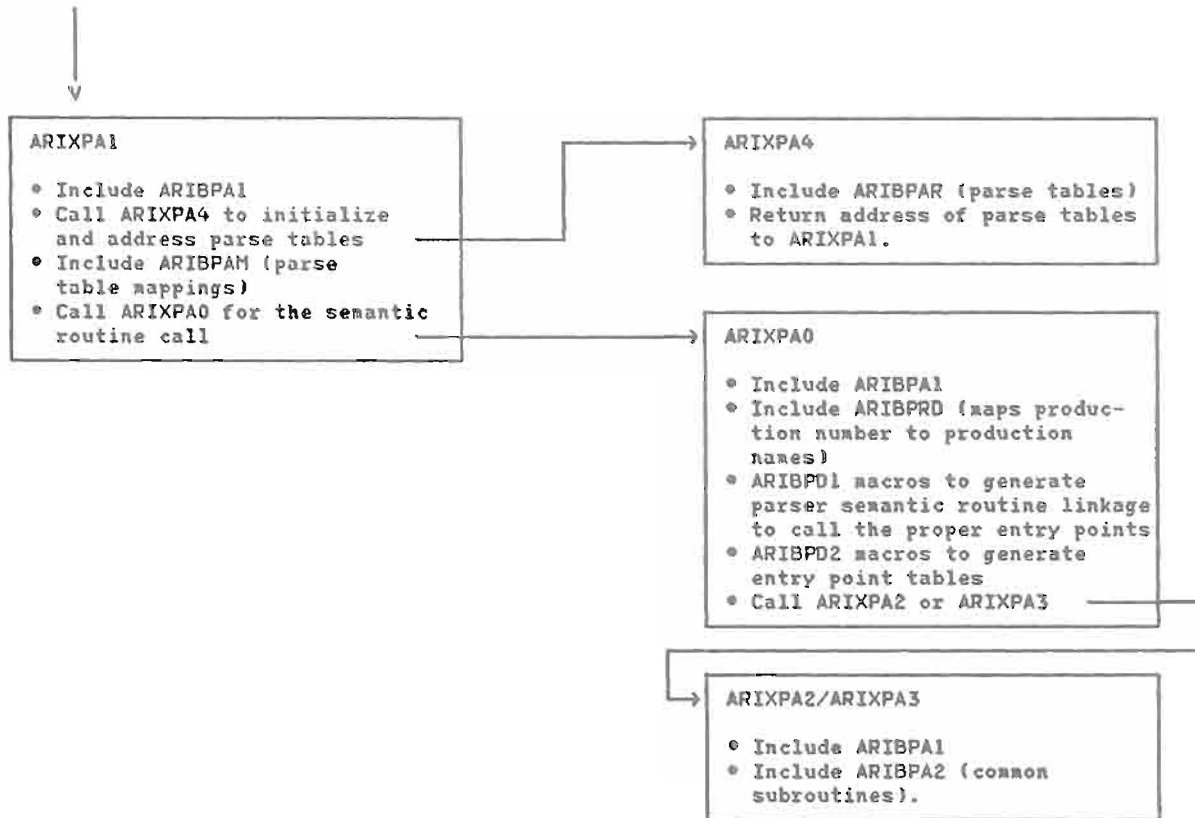 ARIXPA1
• Include ARIBPA1
• Call ARIXPA4 to initialize
and address parse tables
• Include ARIBPAM (parse
table mappings)
• Call ARIXPA0 for the semantic
routine call
ARIXPA4
• Include ARIBPAR (parse tables)
• Return address of parse tables
to ARIXPA1.
ARIXPA0
• Include ARIBPA1
• Include ARIBPRD (maps produc-
tion number to production
names)
• ARIBPD1 macros to generate
parser semantic routine linkage
to call the proper entry points
• ARIBPD2 macros to generate
entry point tables
• Call ARIXPA2 or ARIXPA3
ARIXPA2/ARIXPA3
• Include ARIBPA1
• Include ARIBPA2 (common
subroutines).